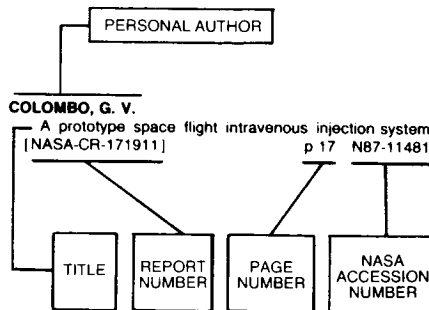 PERSONAL AUTHOR
COLOMBO, G. V.
A prototype space flight intravenous injection system
[NASA-CR-171911] p 17 N87-11481
TITLE
REPORT
NUMBER
PAGE
NUMBER
NASA
ACCESSION
NUMBER